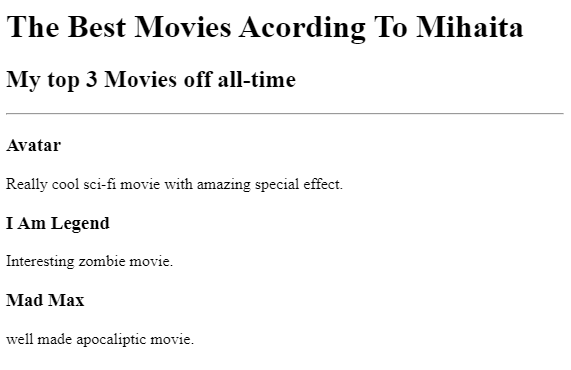 The Best Movies Acording To Mihaita
My top 3 Movies off all-time
Avatar
Really cool sci-fi movie with amazing special effect.
I Am Legend
Interesting zombie movie.
Mad Max
well made apocaliptic movie.